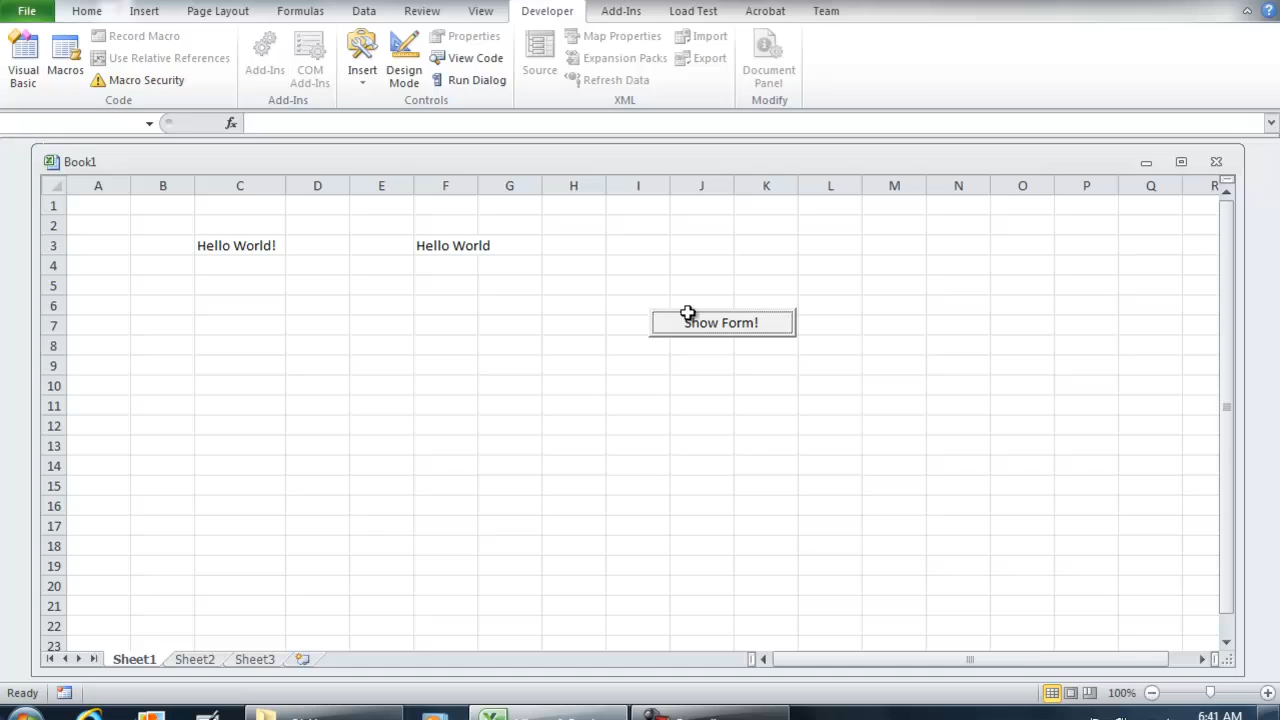 File Home Insert Page Layout Formulas Data Review View Developer Add-Ins Load Test Acrobat Team
Visual Basic
Macros
Record Macro
Use Relative References
Macro Security
Code
Add-Ins
COM Add-Ins
Add-Ins
Insert
Design Mode
Properties
View Code
Run Dialog
Controls
Source
Map Properties
Expansion Packs
Refresh Data
Import
Export
XML
Document Panel
Modify
fx
Book1
A B C D E F G H I J K L M N O P Q R
1
2
3 Hello World! Hello World
4
5
6
7 Show Form!
8
9
10
11
12
13
14
15
16
17
18
19
20
21
22
23
Sheet1 Sheet2 Sheet3
Ready 100%
6:41 AM